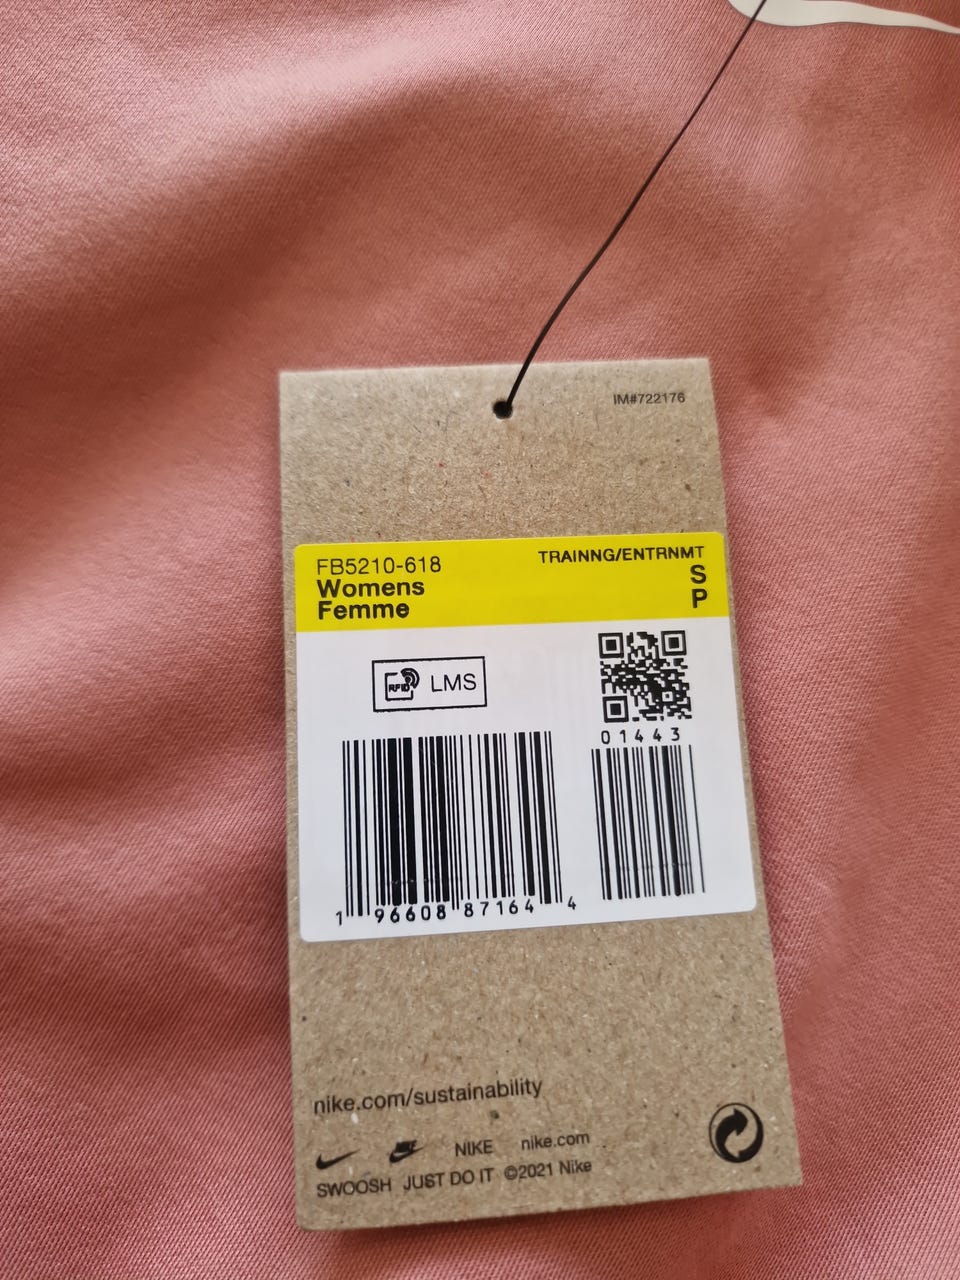 IM#722176
FB5210-618
TRAINNG/ENTRNMT
Womens
S
Femme
P
RFID LMS
01443
1 96608 87164 4
nike.com/sustainability
NIKE nike.com
SWOOSH JUST DO IT ©2021 Nike